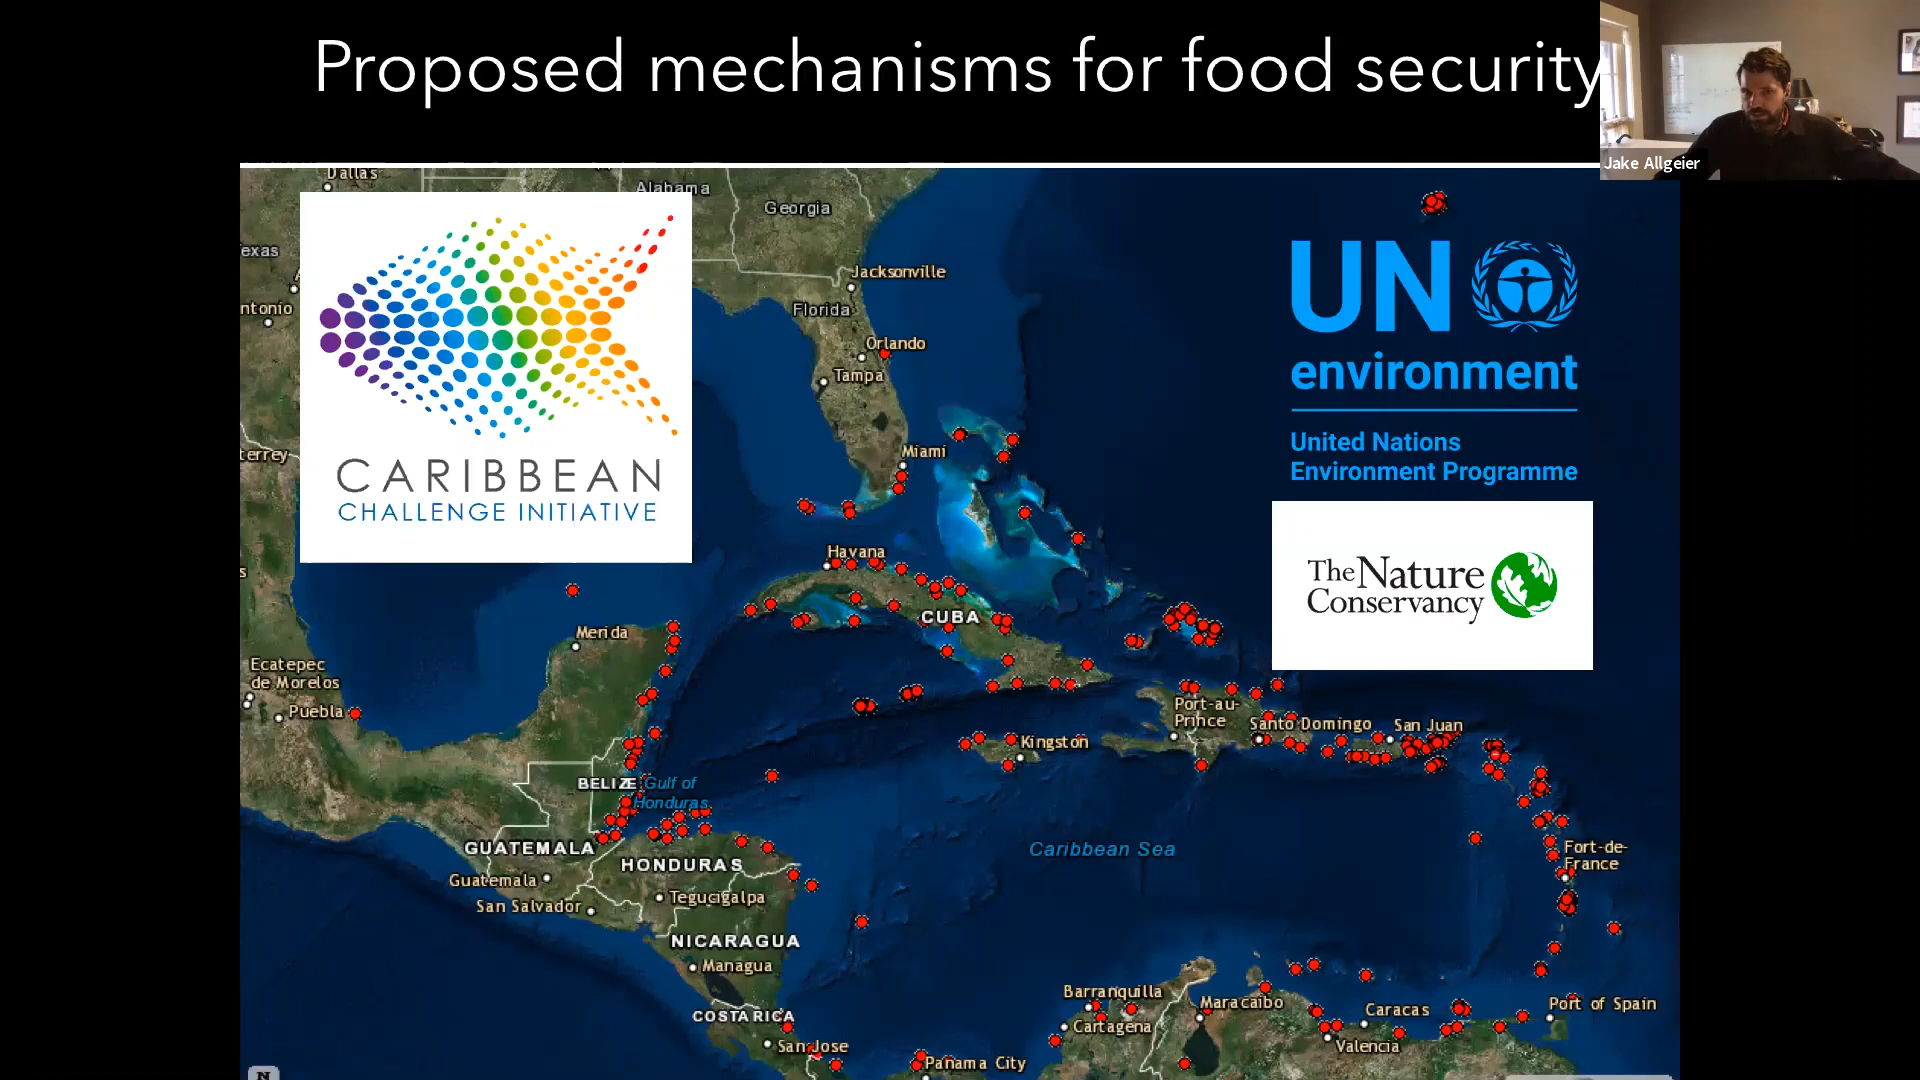 Proposed mechanisms for food security
Jake Allgeier
Dallas
Alabama
Georgia
exas
Jacksonville
ntonio
Florida
Orlando
Tampa
terrey
Miami
CARIBBEAN
CHALLENGE INITIATIVE
UN
environment
United Nations
Environment Programme
The Nature
Conservancy
Havana
s
CUBA
Merida
Ecatepec
de Morelos
Puebla
Port-au-
Prince
Santo Domingo
San Juan
Kingston
BELIZE
Gulf of
Honduras
GUATEMALA
HONDURAS
Caribbean Sea
Fort-de-
France
Guatemala
Tegucigalpa
San Salvador
NICARAGUA
Managua
Barranquilla
Maracaibo
Caracas
Port of Spain
COSTA RICA
Cartagena
San Jose
Valencia
Panama City
N